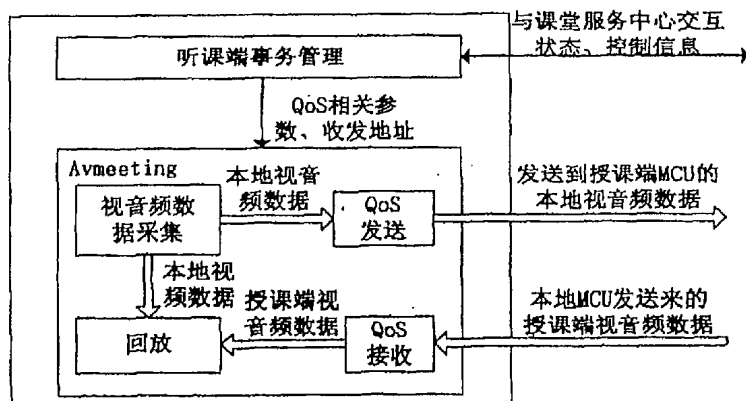 与课堂服务中心交互
状态、控制信息
听课端事务管理
QoS相关参
数、收发地址
Avmeeting
视音频数
据采集
本地视音
频数据
QoS
发送
发送到授课端MCU的
本地视音频数据
本地视
频数据
回放
授课端视
音频数据
QoS
接收
本地MCU发送来的
授课端视音频数据